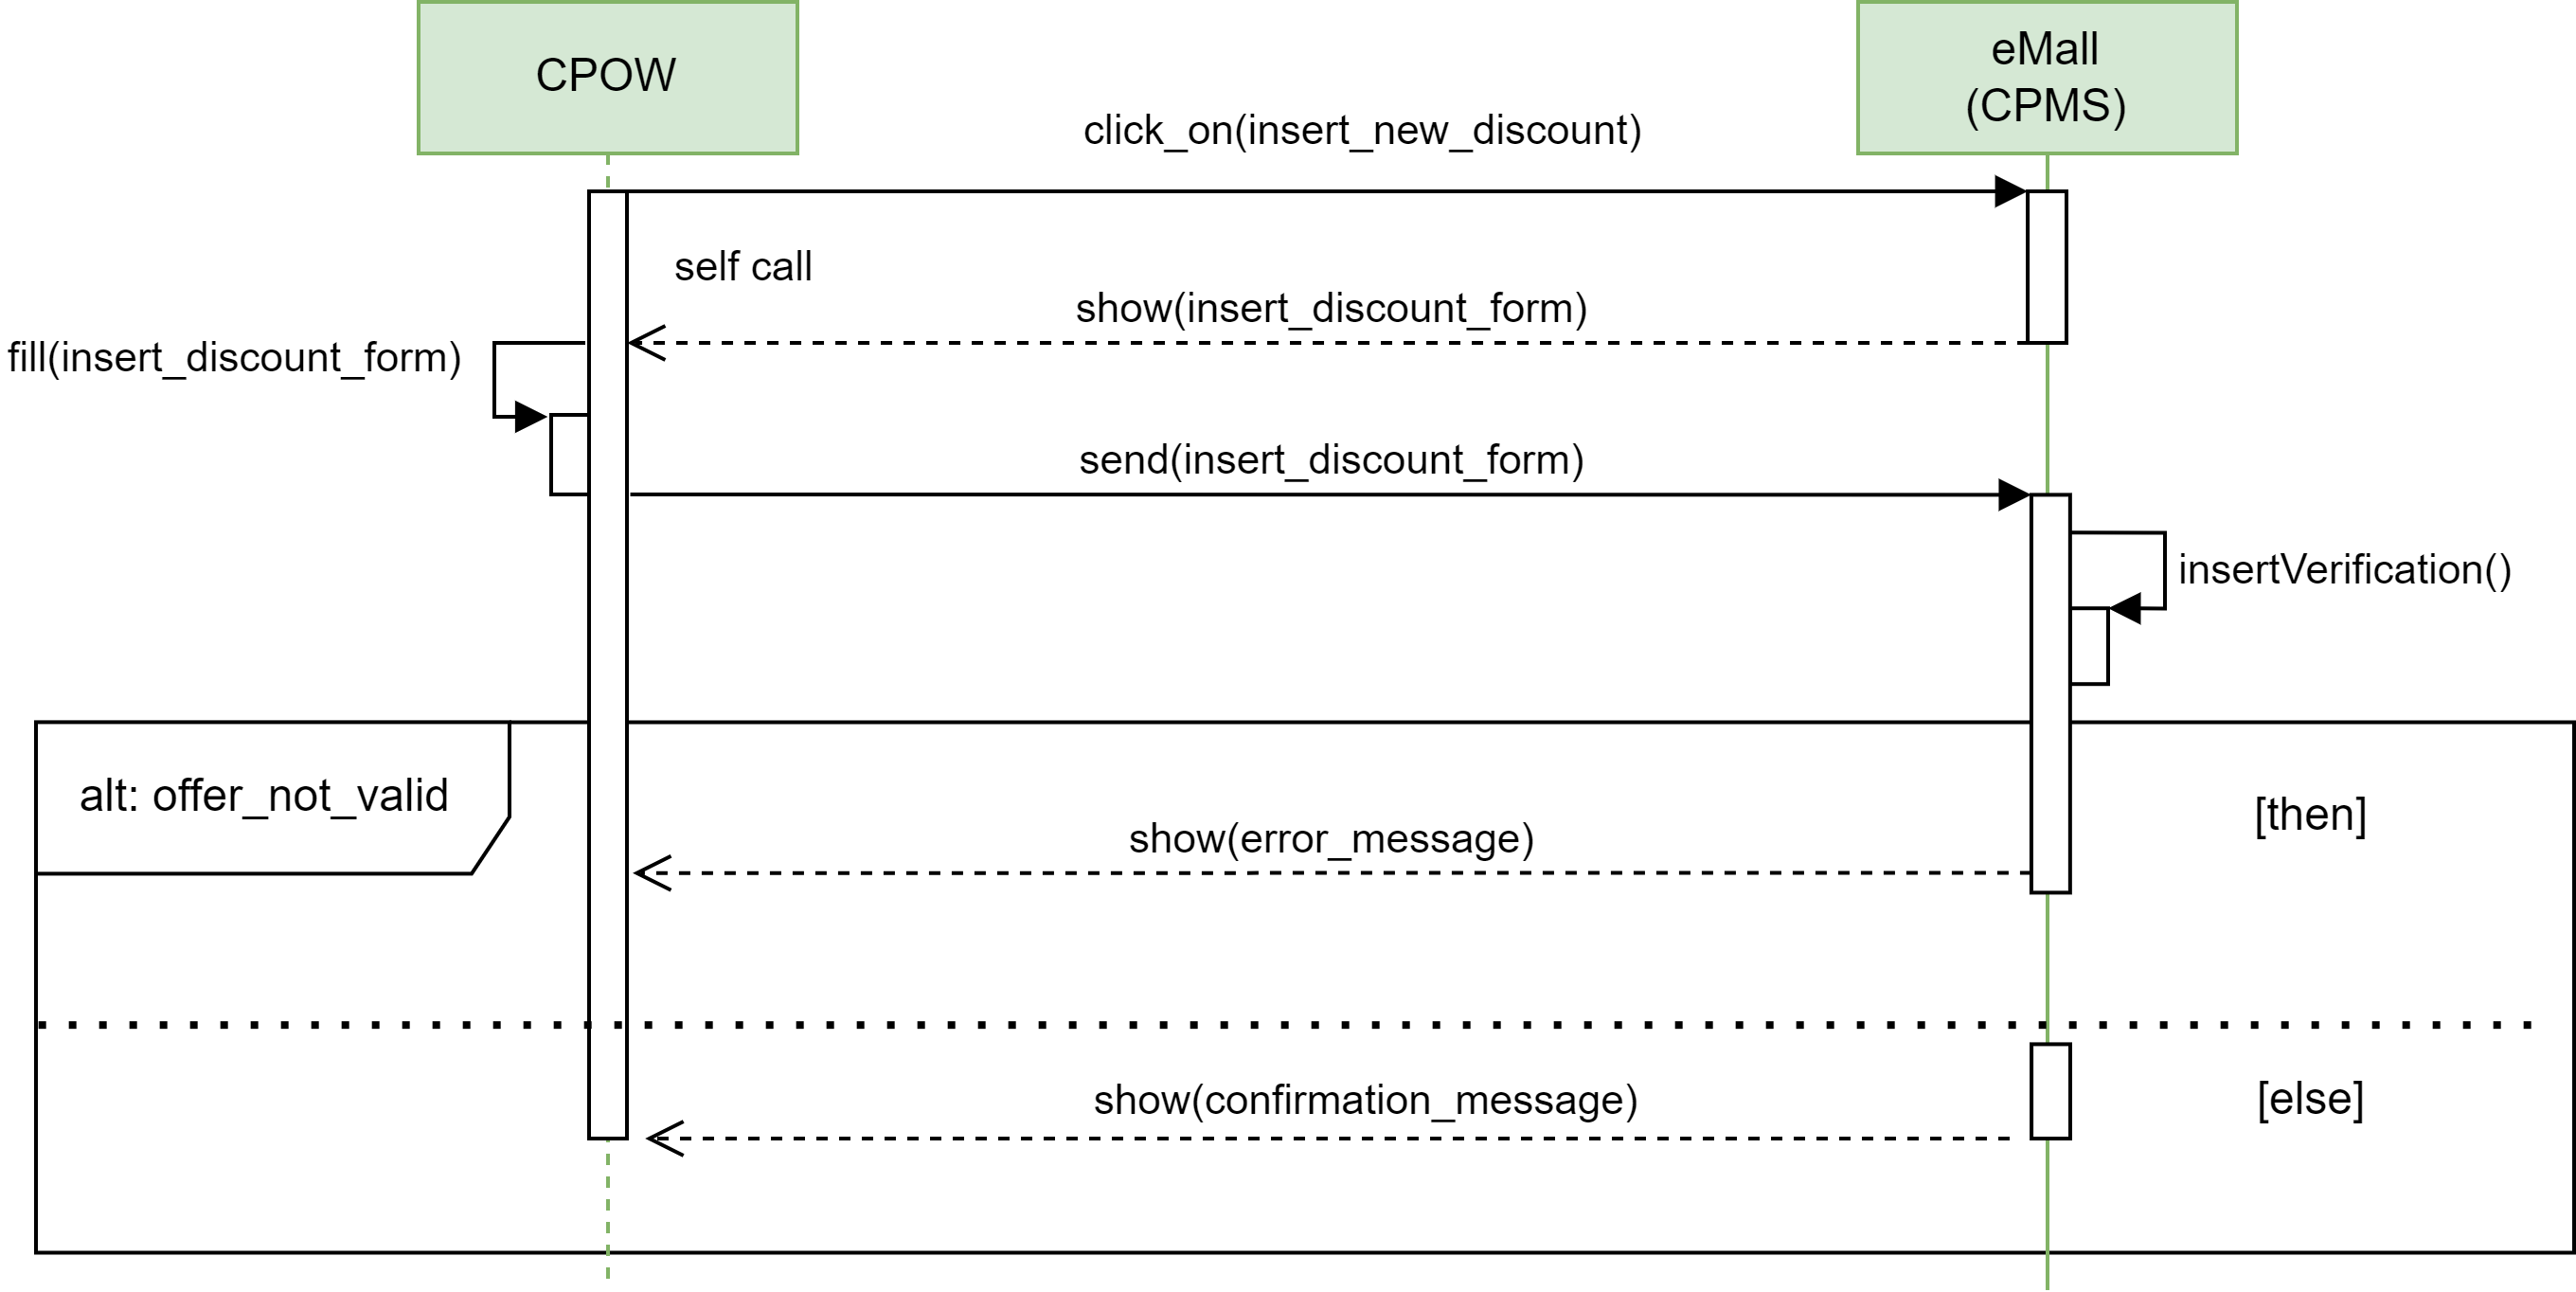 CPOW
eMall
(CPMS)
click_on(insert_new_discount)
self call
show(insert_discount_form)
fill(insert_discount_form)
send(insert_discount_form)
insertVerification()
alt: offer_not_valid
[then]
show(error_message)
show(confirmation_message)
[else]